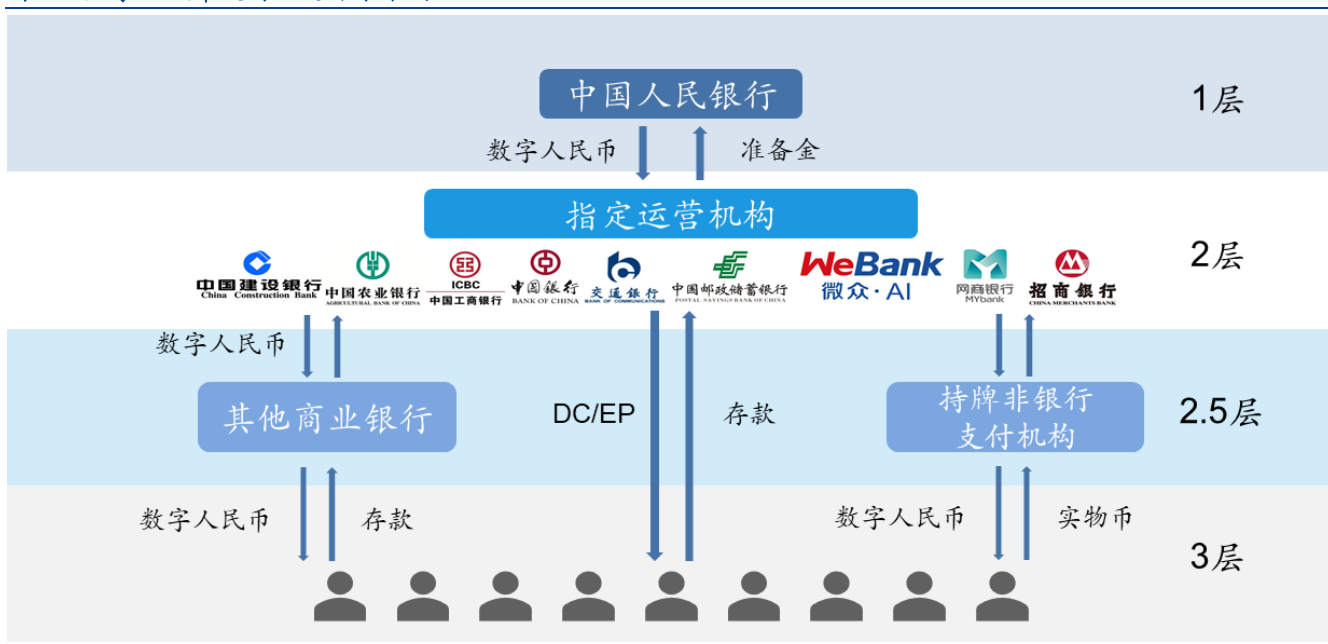 中国人民银行
1层
数字人民币
准备金
指定运营机构
2层
中国建设银行
China Construction Bank
中国农业银行
AGRICULTURAL BANK OF CHINA
ICBC
中国工商银行
中国银行
BANK OF CHINA
交通银行
BANK OF COMMUNICATIONS
中国邮政储蓄银行
POSTAL SAVINGS BANK OF CHINA
WeBank
微众·AI
网商银行
MYbank
招商银行
CHINA MERCHANTS BANK
数字人民币
其他商业银行
DC/EP
存款
持牌非银行
支付机构
2.5层
数字人民币
存款
数字人民币
实物币
3层